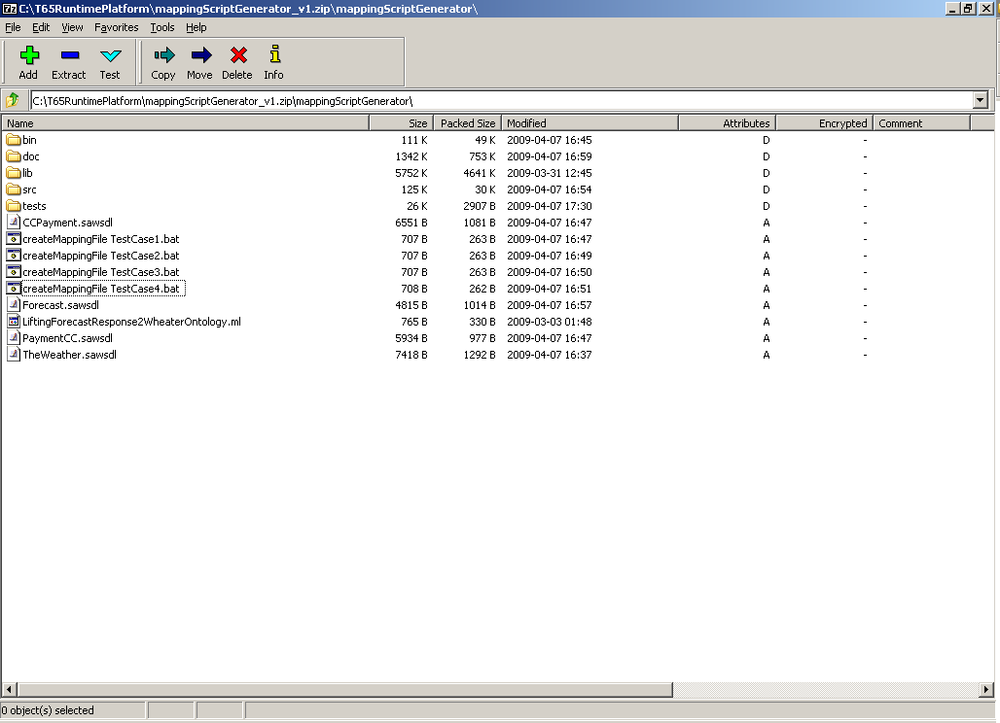 C:\T65RuntimePlatform\mappingScriptGenerator_v1.zip\mappingScriptGenerator\
File Edit View Favorites Tools Help
Add Extract Test Copy Move Delete Info
C:\T65RuntimePlatform\mappingScriptGenerator_v1.zip\mappingScriptGenerator\
Name Size Packed Size Modified Attributes Encrypted Comment
bin 111 K 49 K 2009-04-07 16:45 D -
doc 1342 K 753 K 2009-04-07 16:59 D -
lib 5752 K 4641 K 2009-03-31 12:45 D -
src 125 K 30 K 2009-04-07 16:54 D -
tests 26 K 2907 B 2009-04-07 17:30 D -
CCPayment.sawsdl 6551 B 1081 B 2009-04-07 16:47 A -
createMappingFile TestCase1.bat 707 B 263 B 2009-04-07 16:47 A -
createMappingFile TestCase2.bat 707 B 263 B 2009-04-07 16:49 A -
createMappingFile TestCase3.bat 707 B 263 B 2009-04-07 16:50 A -
createMappingFile TestCase4.bat 708 B 262 B 2009-04-07 16:51 A -
Forecast.sawsdl 4815 B 1014 B 2009-04-07 16:57 A -
LiftingForecastResponse2WheaterOntology.ml 765 B 330 B 2009-03-03 01:48 A -
PaymentCC.sawsdl 5934 B 977 B 2009-04-07 16:47 A -
TheWeather.sawsdl 7418 B 1292 B 2009-04-07 16:37 A -
0 object(s) selected